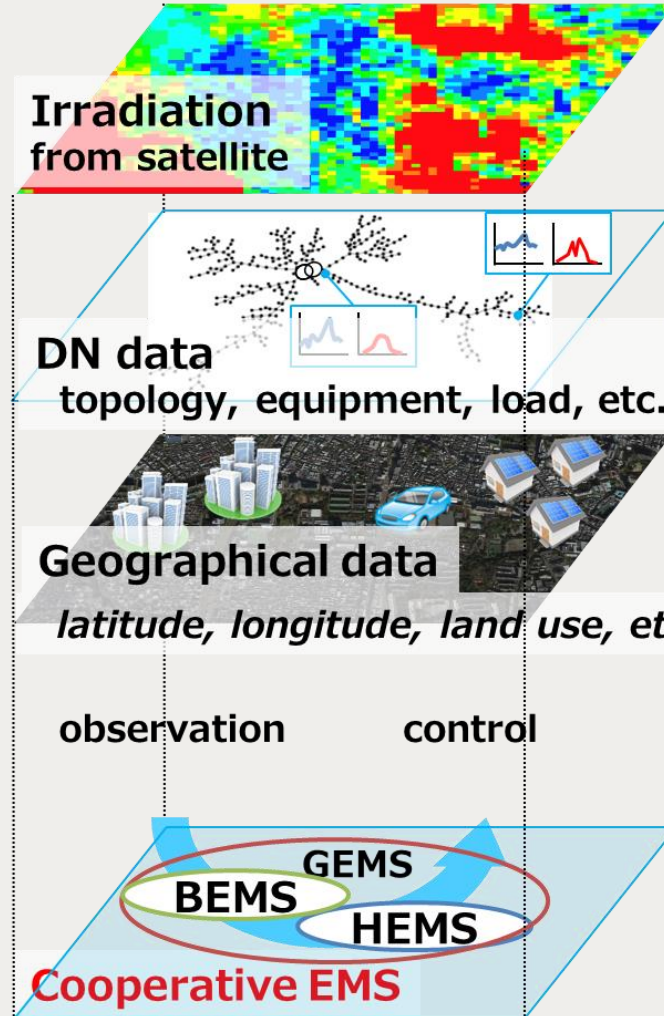 Irradiation
from satellite
DN data
topology, equipment, load, etc.
Geographical data
latitude, longitude, land use, et
observation control
GEMS
BEMS
HEMS
Cooperative EMS